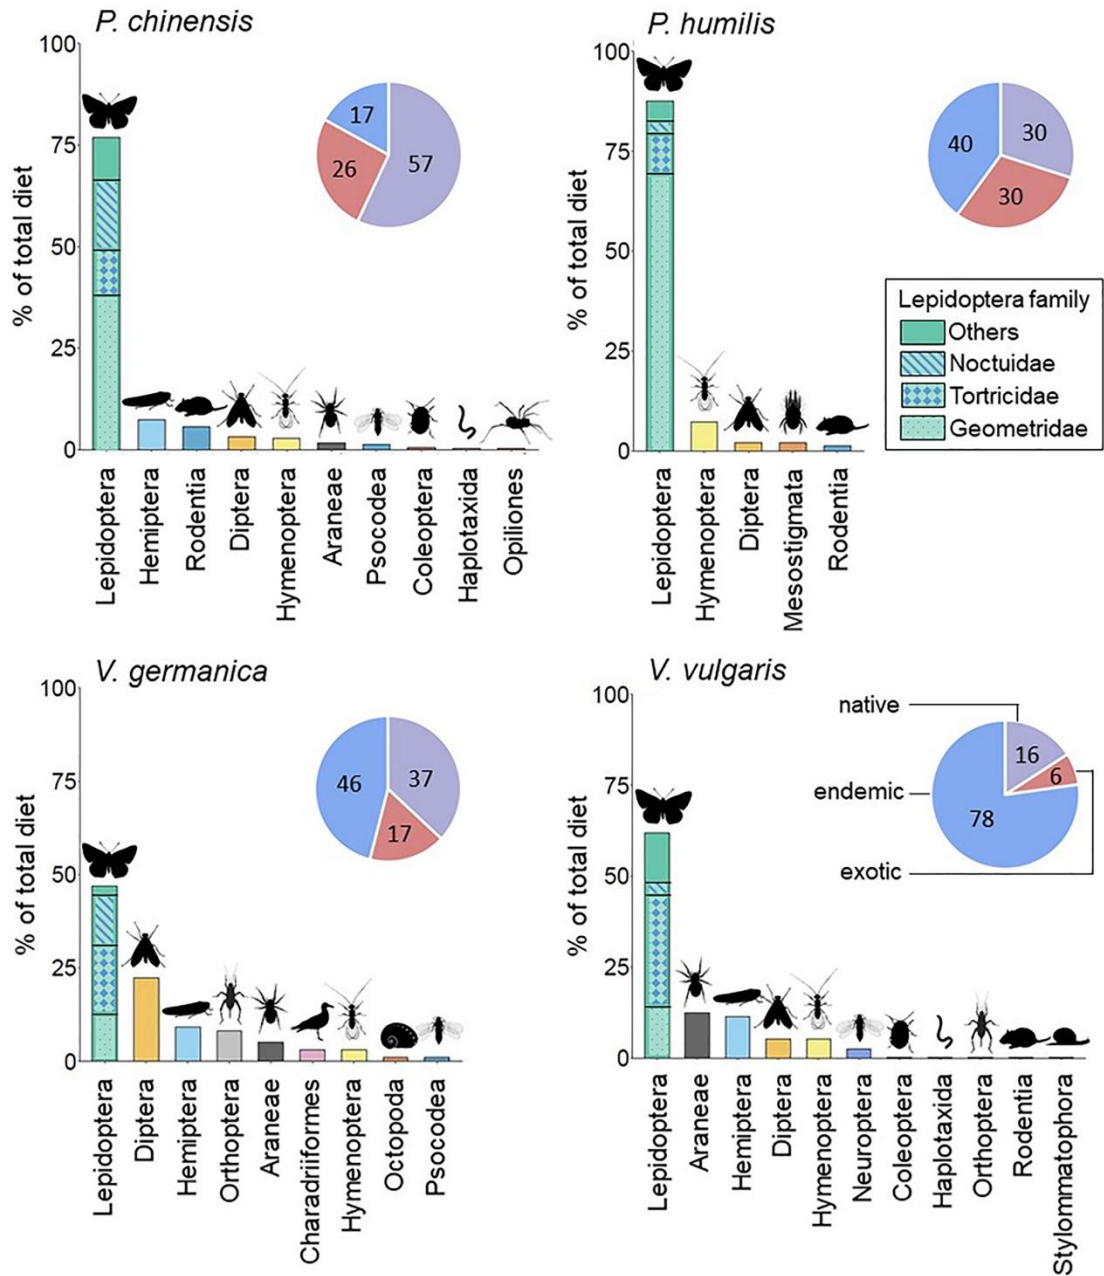 P. chinensis
% of total diet
100
75
50
25
0
17
57
26
Lepidoptera
Hemiptera
Rodentia
Diptera
Hymenoptera
Araneae
Psocodea
Coleoptera
Haplotaxida
Opiliones
P. humilis
% of total diet
100
75
50
25
0
40
30
30
Lepidoptera
Hymenoptera
Diptera
Mesostigmata
Rodentia
Lepidoptera family
Others
Noctuidae
Tortricidae
Geometridae
V. germanica
% of total diet
100
75
50
25
0
46
37
17
Lepidoptera
Diptera
Hemiptera
Orthoptera
Araneae
Charadriiformes
Hymenoptera
Octopoda
Psocodea
V. vulgaris
% of total diet
100
75
50
25
0
native
endemic
exotic
16
6
78
Lepidoptera
Araneae
Hemiptera
Diptera
Hymenoptera
Neuroptera
Coleoptera
Haplotaxida
Orthoptera
Rodentia
Stylommatophora